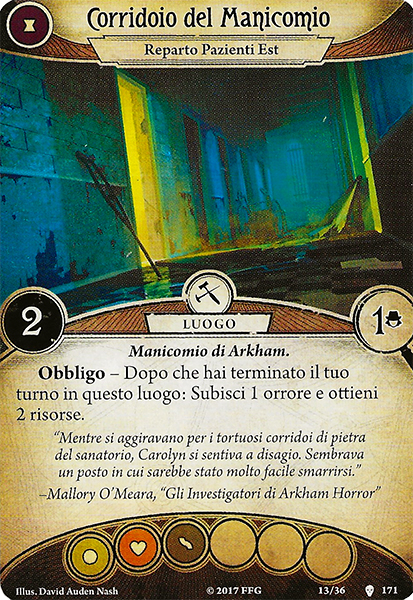 Corridoio del Manicomio
Reparto Pazienti Est
2
1
LUOGO
Manicomio di Arkham.
Obbligo – Dopo che hai terminato il tuo
turno in questo luogo: Subisci 1 orrore e ottieni
2 risorse.
“Mentre si aggiravano per i tortuosi corridoi di pietra
del sanatorio, Carolyn si sentiva a disagio. Sembrava
un posto in cui sarebbe stato molto facile smarrirsi.”
–Mallory O’Meara, “Gli Investigatori di Arkham Horror”
Illus. David Auden Nash
© 2017 FFG
13/36
171